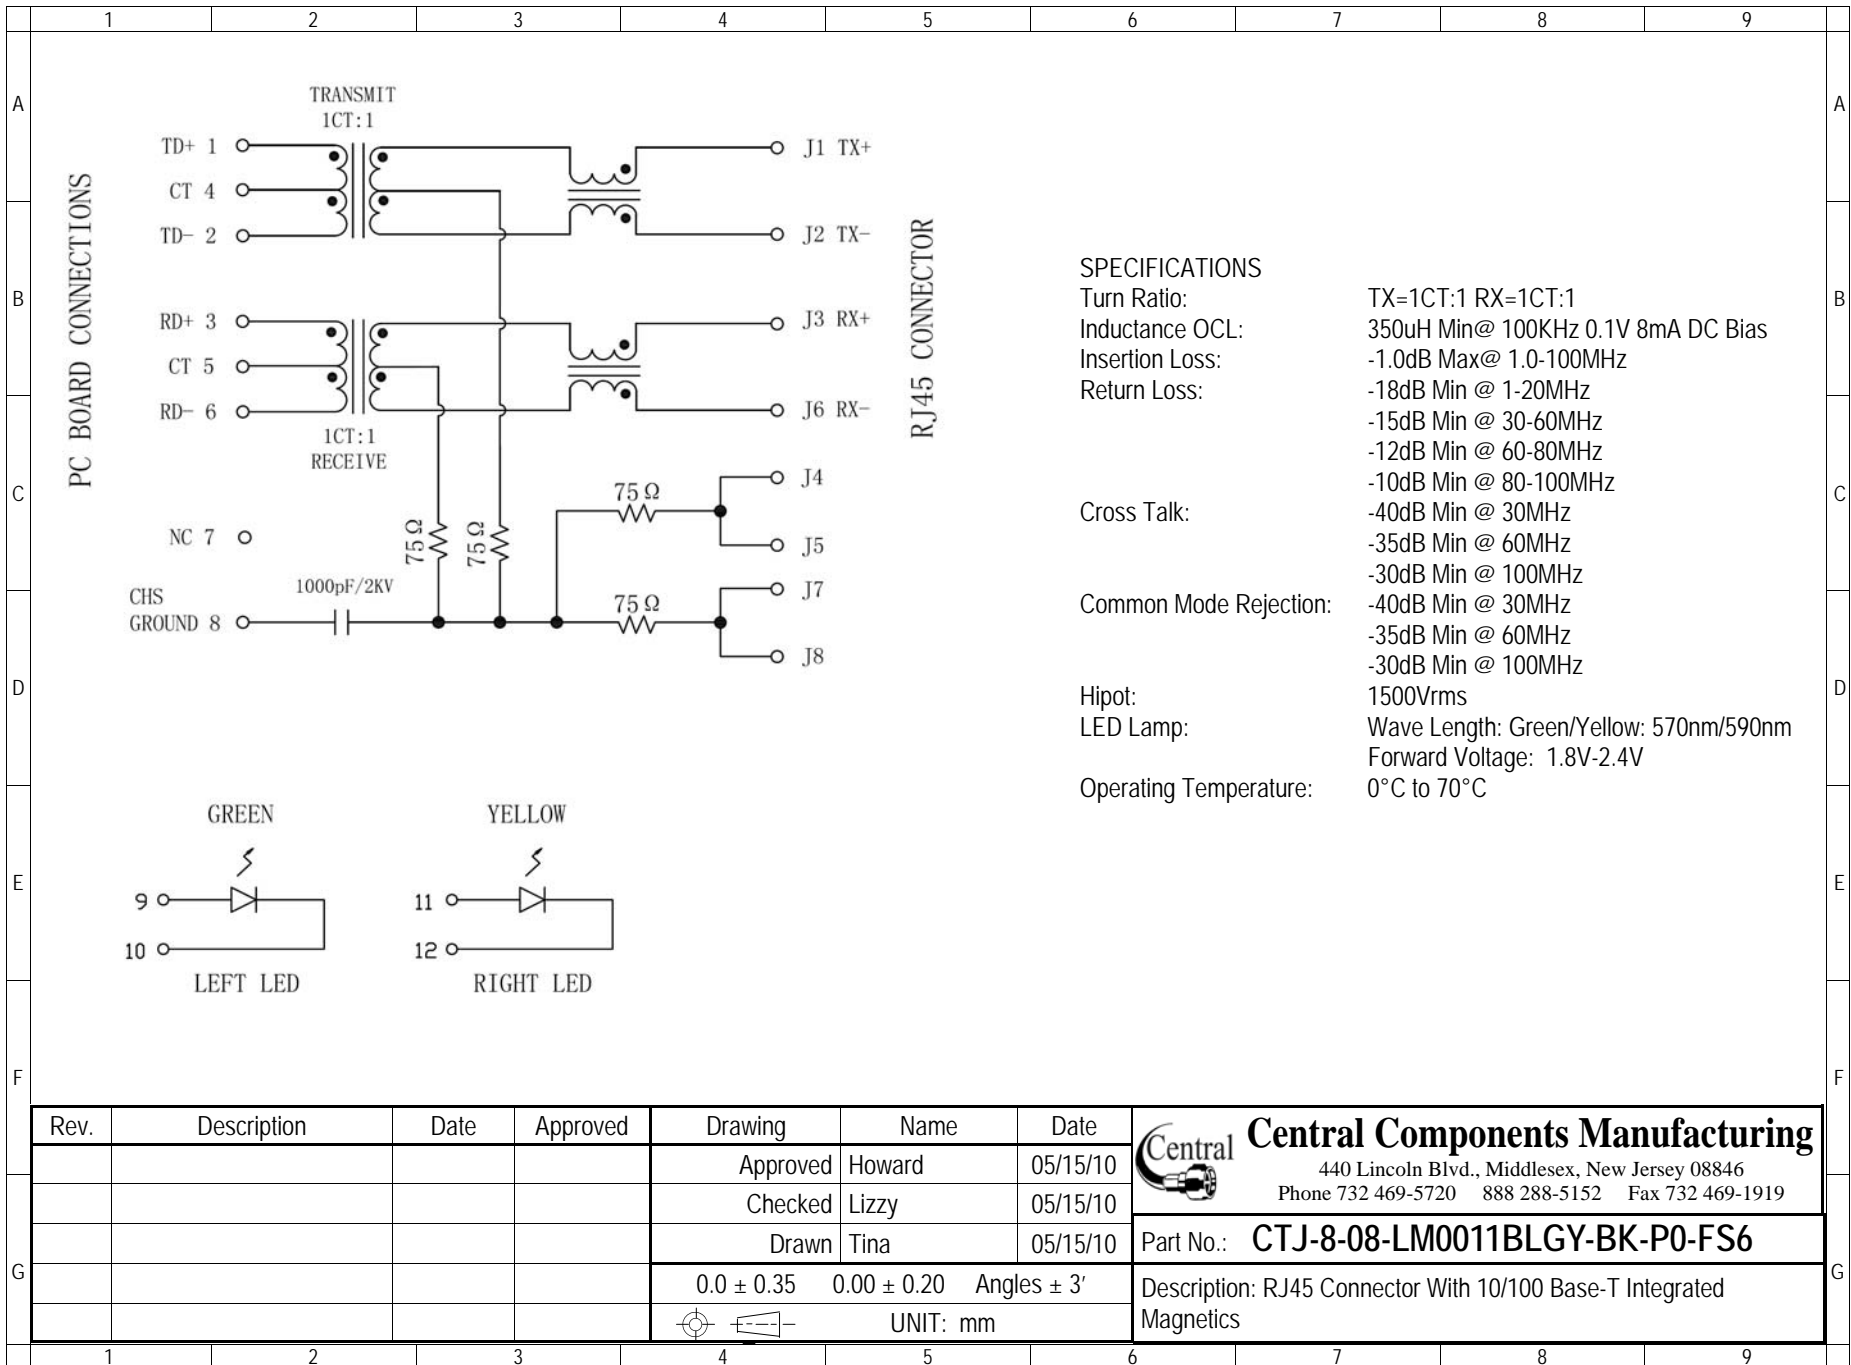 1 2 3 4 5 6 7 8 9
A A
B B
C C
D D
E E
F F
G G
TRANSMIT
1CT:1
TD+ 1
CT 4
TD- 2
RD+ 3
CT 5
RD- 6
1CT:1
RECEIVE
PC BOARD CONNECTIONS
J1 TX+
J2 TX-
J3 RX+
J6 RX-
RJ45 CONNECTOR
J4
75Ω
J5
NC 7
75Ω
75Ω
J7
1000pF/2KV
75Ω
CHS
GROUND 8
J8
GREEN
9
10
LEFT LED
YELLOW
11
12
RIGHT LED
SPECIFICATIONS
Turn Ratio: TX=1CT:1 RX=1CT:1
Inductance OCL: 350uH Min@ 100KHz 0.1V 8mA DC Bias
Insertion Loss: -1.0dB Max@ 1.0-100MHz
Return Loss: -18dB Min @ 1-20MHz
-15dB Min @ 30-60MHz
-12dB Min @ 60-80MHz
-10dB Min @ 80-100MHz
Cross Talk: -40dB Min @ 30MHz
-35dB Min @ 60MHz
-30dB Min @ 100MHz
Common Mode Rejection: -40dB Min @ 30MHz
-35dB Min @ 60MHz
-30dB Min @ 100MHz
Hipot: 1500Vrms
LED Lamp: Wave Length: Green/Yellow: 570nm/590nm
Forward Voltage: 1.8V-2.4V
Operating Temperature: 0°C to 70°C
Rev. Description Date Approved
Drawing Name Date
Approved Howard 05/15/10
Checked Lizzy 05/15/10
Drawn Tina 05/15/10
0.0 ± 0.35 0.00 ± 0.20 Angles ± 3′
UNIT: mm
Central
Central Components Manufacturing
440 Lincoln Blvd., Middlesex, New Jersey 08846
Phone 732 469-5720 888 288-5152 Fax 732 469-1919
Part No.: CTJ-8-08-LM0011BLGY-BK-P0-FS6
Description: RJ45 Connector With 10/100 Base-T Integrated
Magnetics
1 2 3 4 5 6 7 8 9